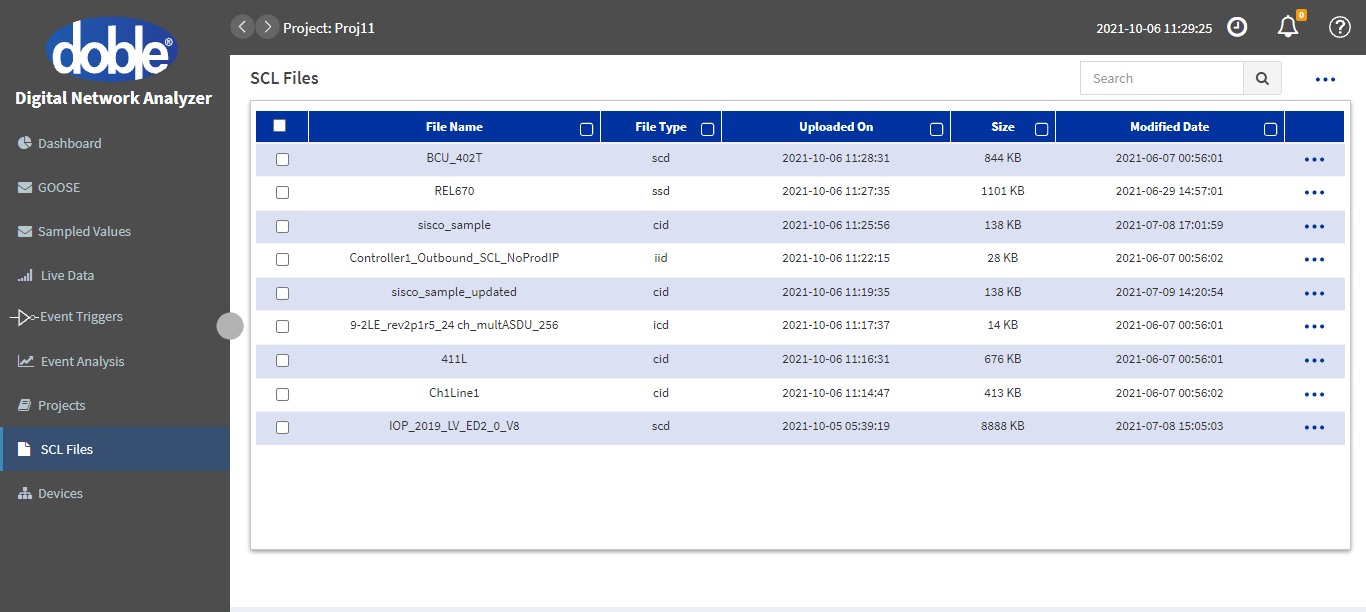 doble®
Digital Network Analyzer
Dashboard
GOOSE
Sampled Values
Live Data
Event Triggers
Event Analysis
Projects
SCL Files
Devices
Project: Proj11
2021-10-06 11:29:25
0
SCL Files
Search
File Name File Type Uploaded On Size Modified Date
BCU_402T scd 2021-10-06 11:28:31 844 KB 2021-06-07 00:56:01
REL670 ssd 2021-10-06 11:27:35 1101 KB 2021-06-29 14:57:01
sisco_sample cid 2021-10-06 11:25:56 138 KB 2021-07-08 17:01:59
Controller1_Outbound_SCL_NoProdIP iid 2021-10-06 11:22:15 28 KB 2021-06-07 00:56:02
sisco_sample_updated cid 2021-10-06 11:19:35 138 KB 2021-07-09 14:20:54
9-2LE_rev2p1r5_24 ch_multASDU_256 icd 2021-10-06 11:17:37 14 KB 2021-06-07 00:56:01
411L cid 2021-10-06 11:16:31 676 KB 2021-06-07 00:56:01
Ch1Line1 cid 2021-10-06 11:14:47 413 KB 2021-06-07 00:56:02
IOP_2019_LV_ED2_0_V8 scd 2021-10-05 05:39:19 8888 KB 2021-07-08 15:05:03